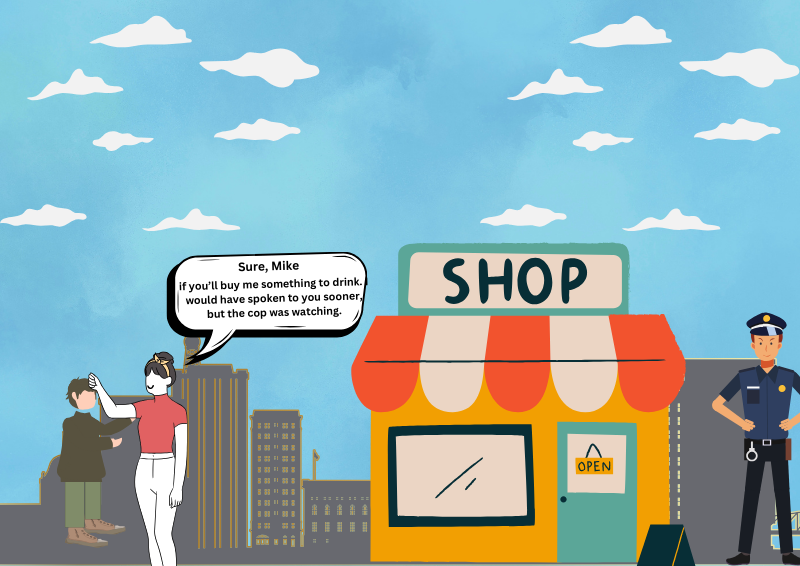 Sure, Mike
if you'll buy me something to drink.
would have spoken to you sooner,
but the cop was watching.
SHOP
OPEN